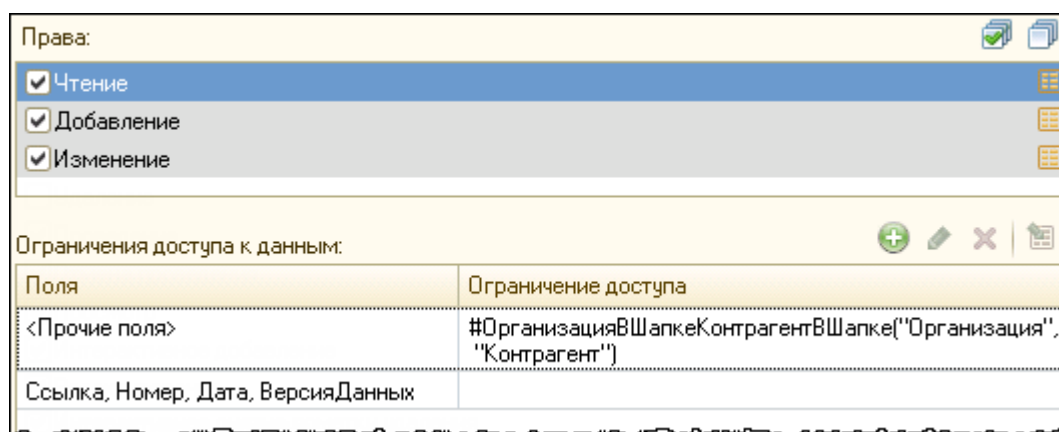 Права:
Чтение
Добавление
Изменение
Ограничения доступа к данным:
Поля Ограничение доступа
<Прочие поля> #ОрганизацияВШапкеКонтрагентВШапке("Организация",
"Контрагент")
Ссылка, Номер, Дата, ВерсияДанных